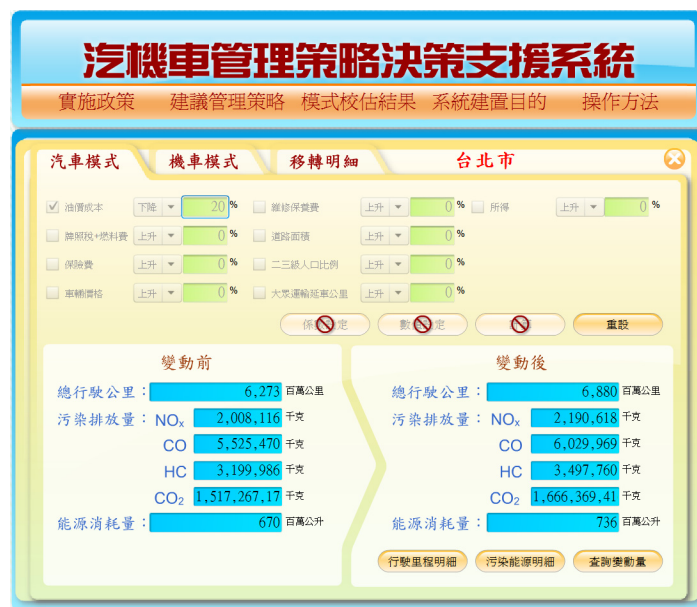 汽機車管理策略決策支援系統
實施政策 建議管理策略 模式校估結果 系統建置目的 操作方法
汽車模式 機車模式 移轉明細 台北市
油價成本 下降 20 % 維修保養費 上升 0 % 所得 上升 0 %
牌照稅+燃料費 上升 0 % 道路面積 上升 0 %
保險費 上升 0 % 二三級人口比例 上升 0 %
車輛價格 上升 0 % 大眾運輸延車公里 上升 0 %
重設
變動前 變動後
總行駛公里： 6,273 百萬公里 總行駛公里： 6,880 百萬公里
污染排放量： NOx 2,008,116 千克 污染排放量： NOx 2,190,618 千克
CO 5,525,470 千克 CO 6,029,969 千克
HC 3,199,986 千克 HC 3,497,760 千克
CO2 1,517,267,17 千克 CO2 1,666,369,41 千克
能源消耗量： 670 百萬公升 能源消耗量： 736 百萬公升
行駛里程明細 污染能源明細 查詢變動量